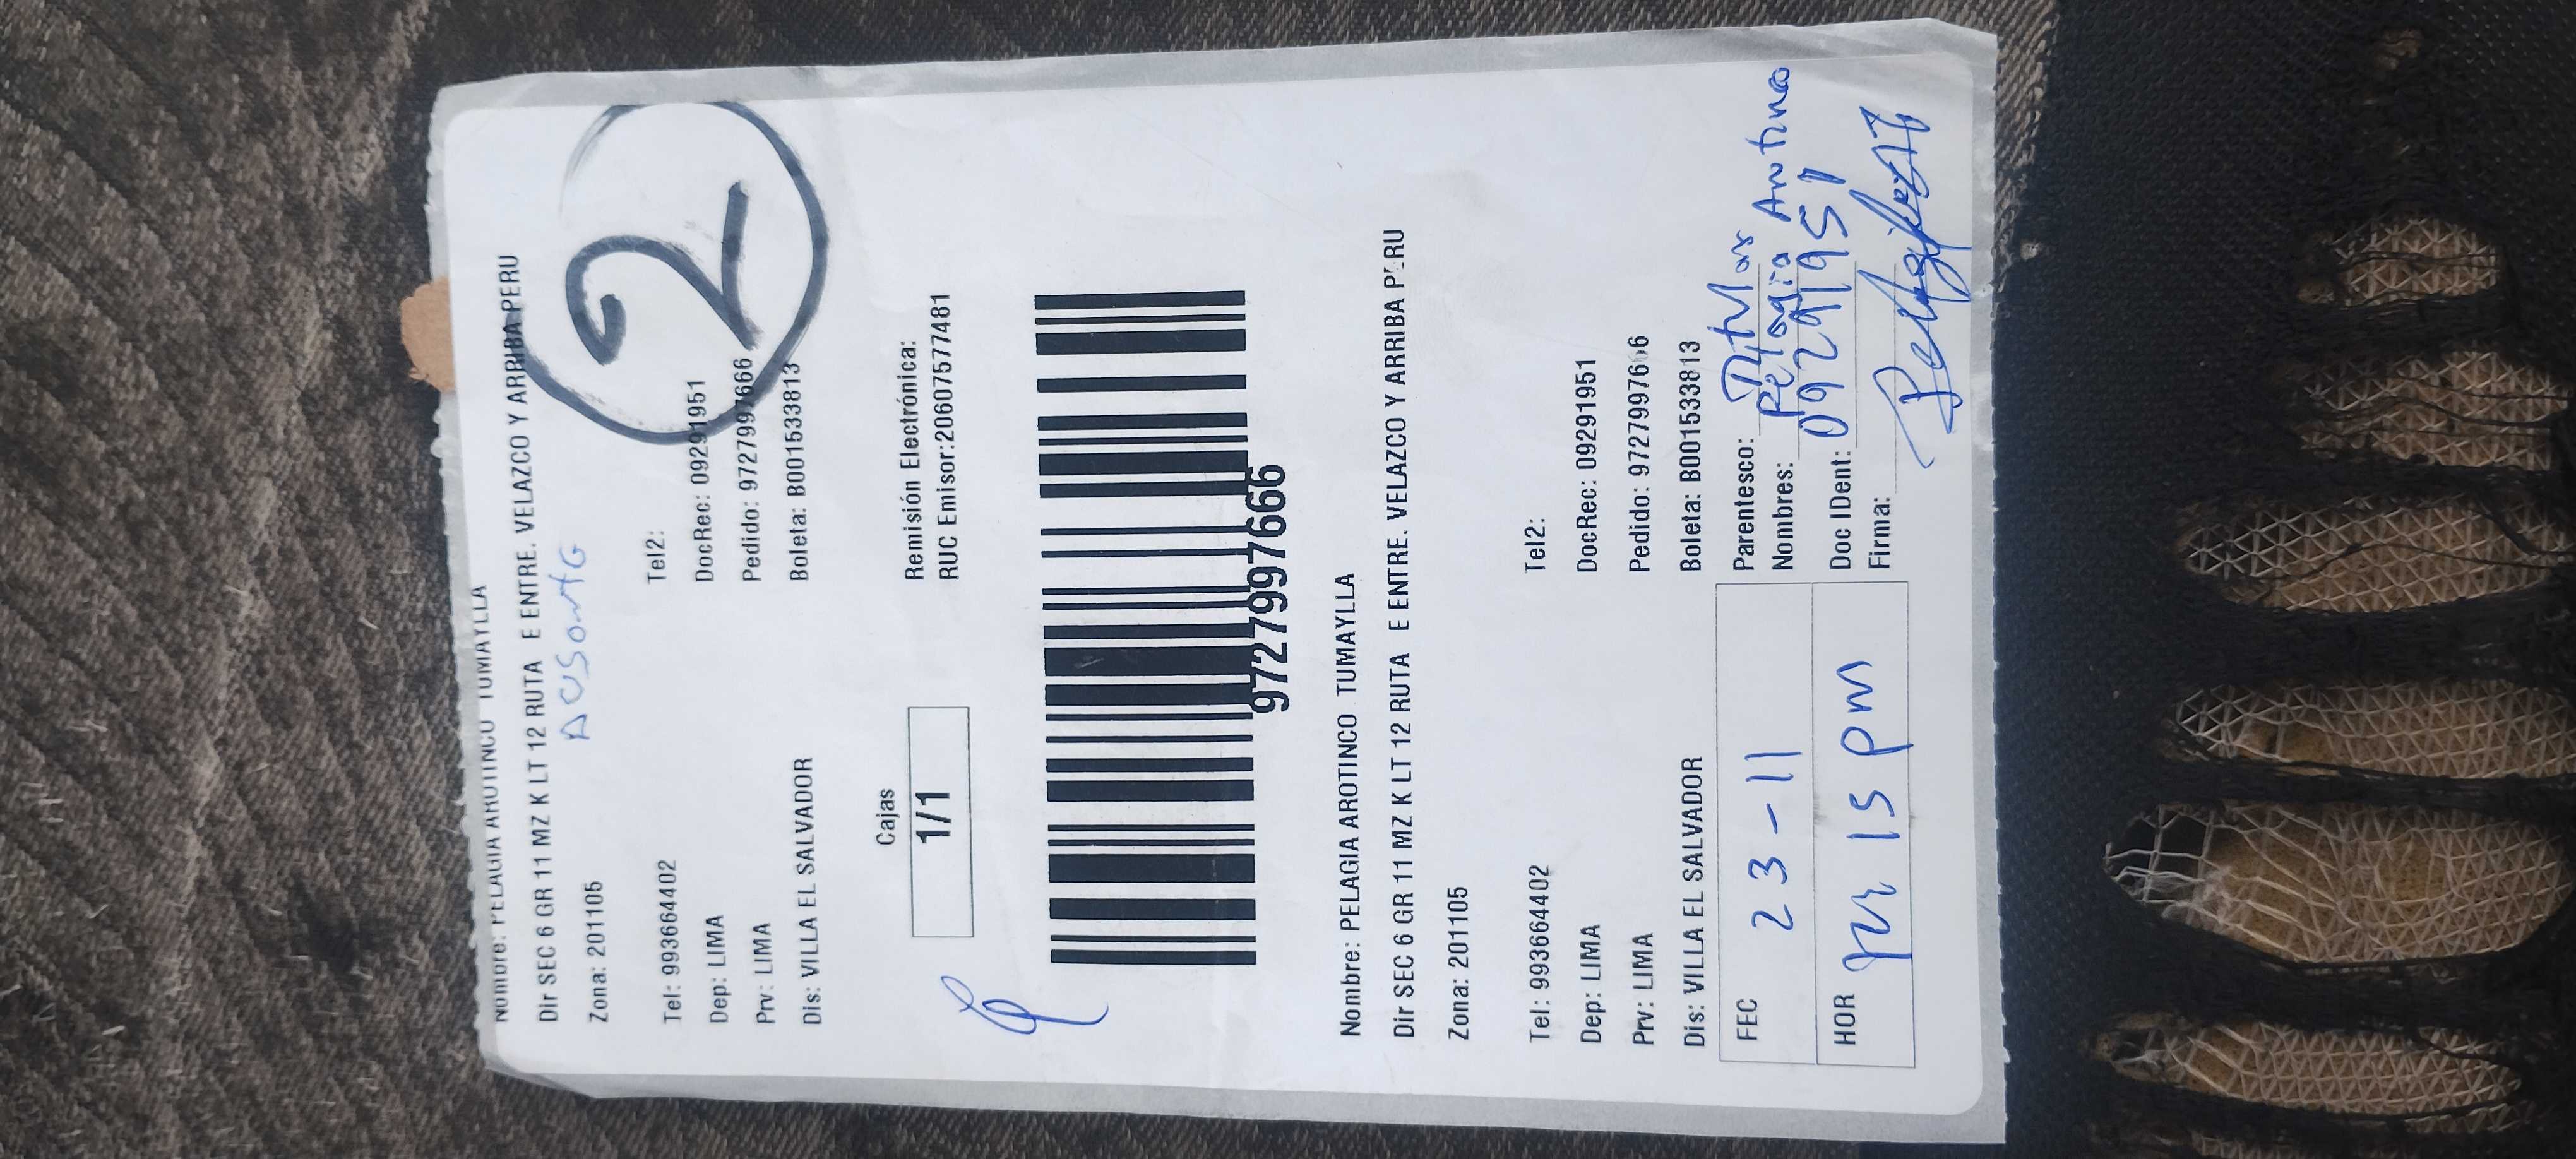 Nombre: PELAGIA AROTINCO TUMAYLLA
Dir SEC 6 GR 11 MZ K LT 12 RUTA E ENTRE. VELAZCO Y ARRIBA PERU
Zona: 201105
Tel: 993664402 Tel2:
Dep: LIMA DocRec: 09291951
Prv: LIMA Pedido: 9727997666
Dis: VILLA EL SALVADOR Boleta: B001533813
2
Cajas Remisión Electrónica:
1/1 RUC Emisor:20607577481
9727997666
Nombre: PELAGIA AROTINCO TUMAYLLA
Dir SEC 6 GR 11 MZ K LT 12 RUTA E ENTRE. VELAZCO Y ARRIBA PERU
Zona: 201105
Tel: 993664402 Tel2:
Dep: LIMA DocRec: 09291951
Prv: LIMA Pedido: 9727997666
Dis: VILLA EL SALVADOR Boleta: B001533813
FEC 23-11 Parentesco: Titular
Nombres: Pelagia
HOR 15 pm Doc IDent: 09291951
Firma: